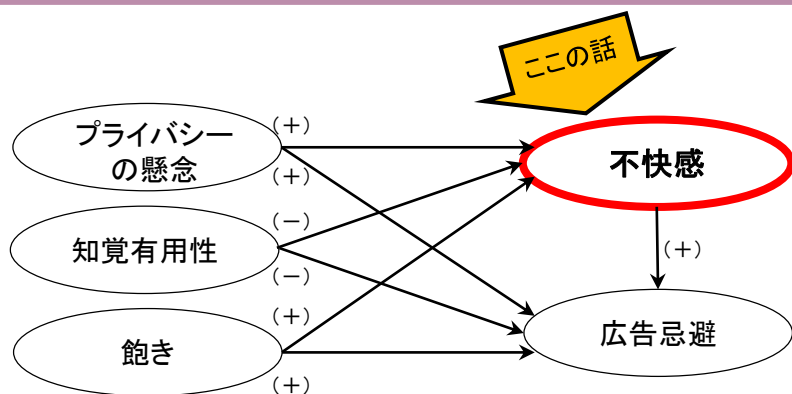 ここの話
プライバシー
の懸念
(+)
(+)
不快感
知覚有用性
(−)
(−)
(+)
飽き
(+)
(+)
広告忌避